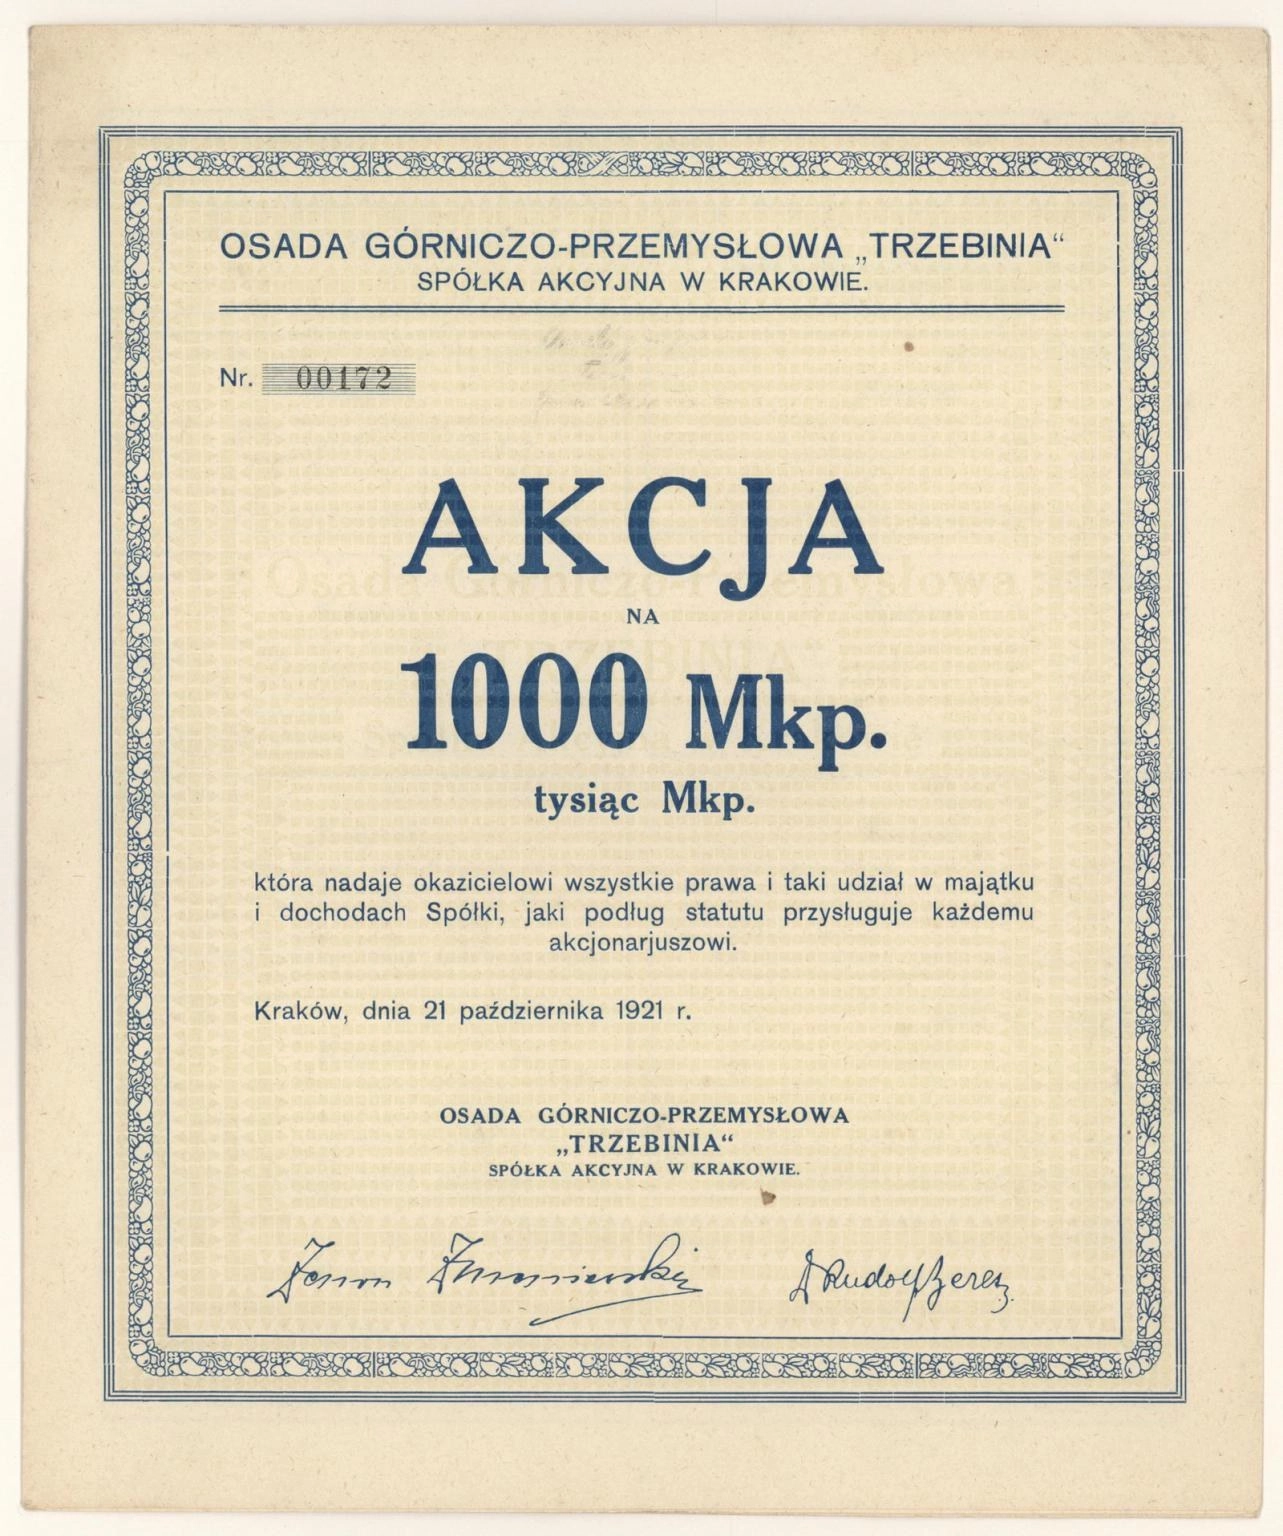 OSADA GÓRNICZO-PRZEMYSŁOWA „TRZEBINIA“
SPÓŁKA AKCYJNA W KRAKOWIE.
Nr. 00172
AKCJA
NA
1000 Mkp.
tysiąc Mkp.
która nadaje okazicielowi wszystkie prawa i taki udział w majątku
i dochodach Spółki, jaki podług statutu przysługuje każdemu
akcjonarjuszowi.
Kraków, dnia 21 października 1921 r.
OSADA GÓRNICZO-PRZEMYSŁOWA
„TRZEBINIA“
SPÓŁKA AKCYJNA W KRAKOWIE.
Rudolf Beres